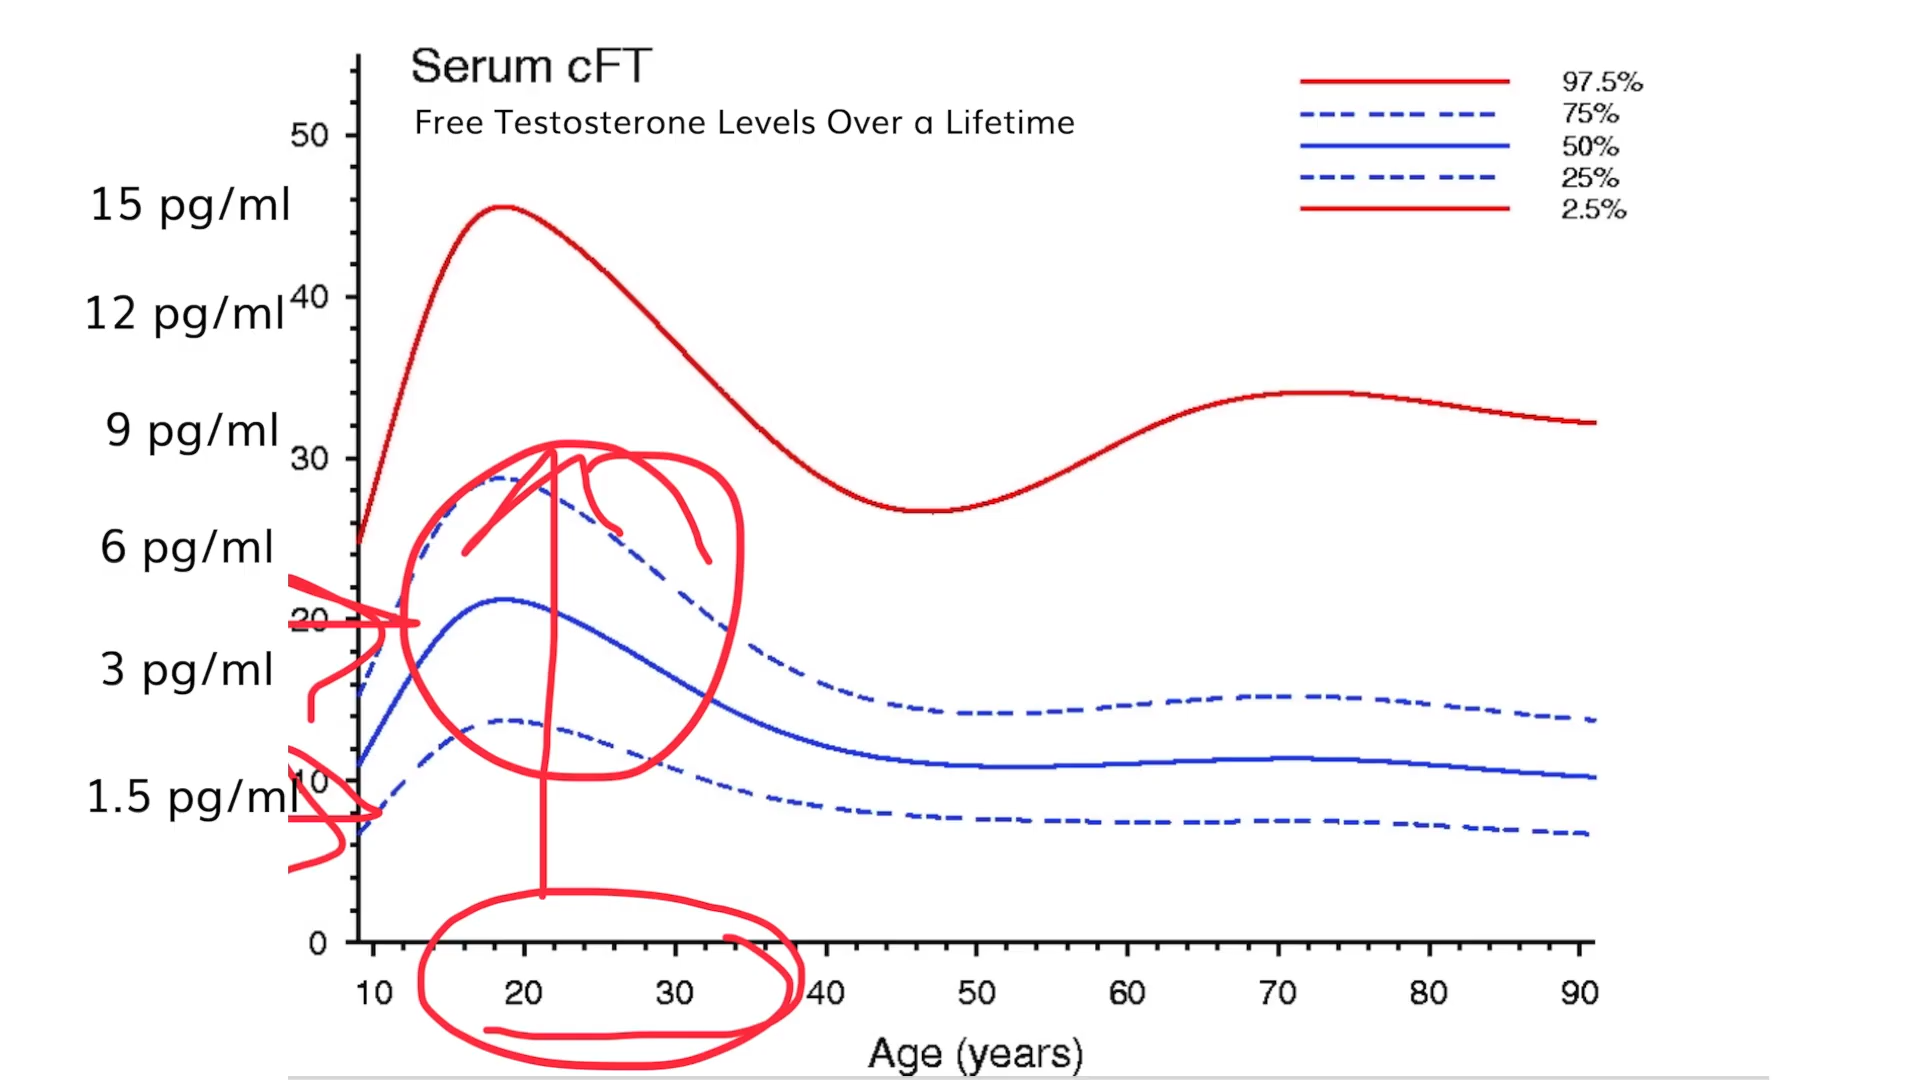 Serum cFT
Free Testosterone Levels Over a Lifetime
97.5%
75%
50%
25%
2.5%
50
15 pg/ml
12 pg/ml
40
9 pg/ml
30
6 pg/ml
20
3 pg/ml
1.5 pg/ml
10
0
10 20 30 40 50 60 70 80 90
Age (years)